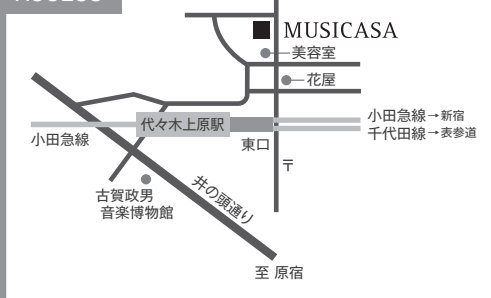 MUSICASA
美容室
花屋
小田急線→新宿
千代田線→表参道
代々木上原駅
小田急線
東口
〒
古賀政男
音楽博物館
井の頭通り
至 原宿